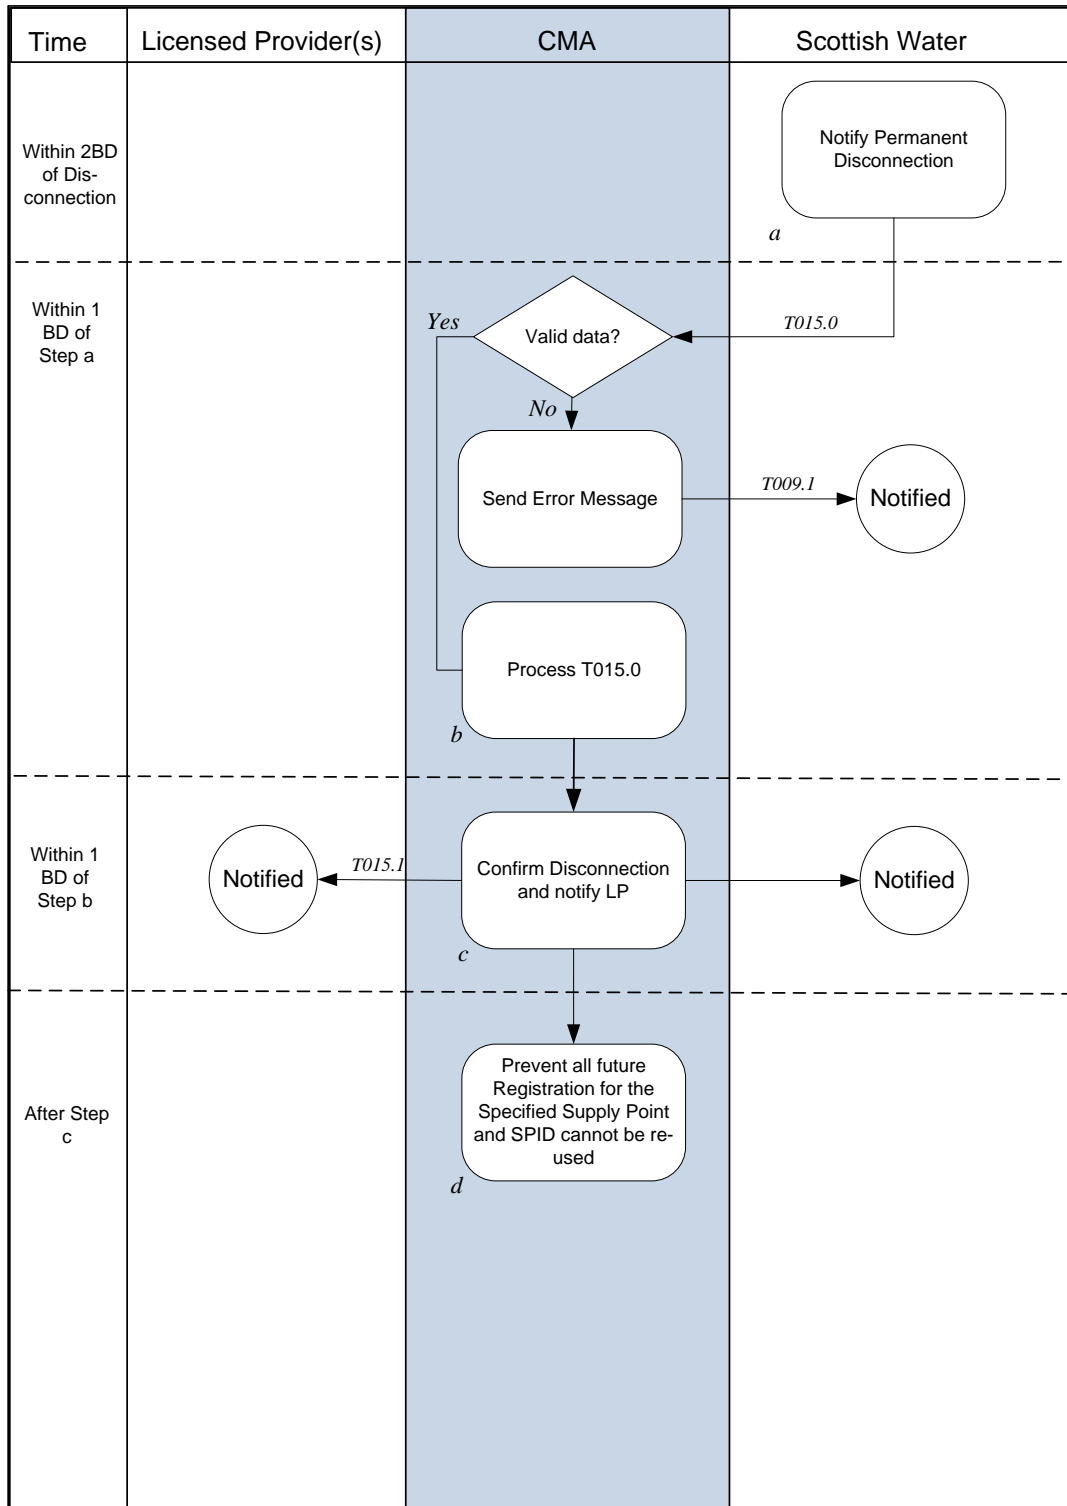 Time
Licensed Provider(s)
CMA
Scottish Water
Within 2BD
of Dis-
connection
Notify Permanent
Disconnection
a
Within 1
BD of
Step a
Yes
Valid data?
T015.0
No
Send Error Message
T009.1
Notified
Process T015.0
b
Within 1
BD of
Step b
Notified
T015.1
Confirm Disconnection
and notify LP
Notified
c
After Step
c
Prevent all future
Registration for the
Specified Supply Point
and SPID cannot be re-
used
d